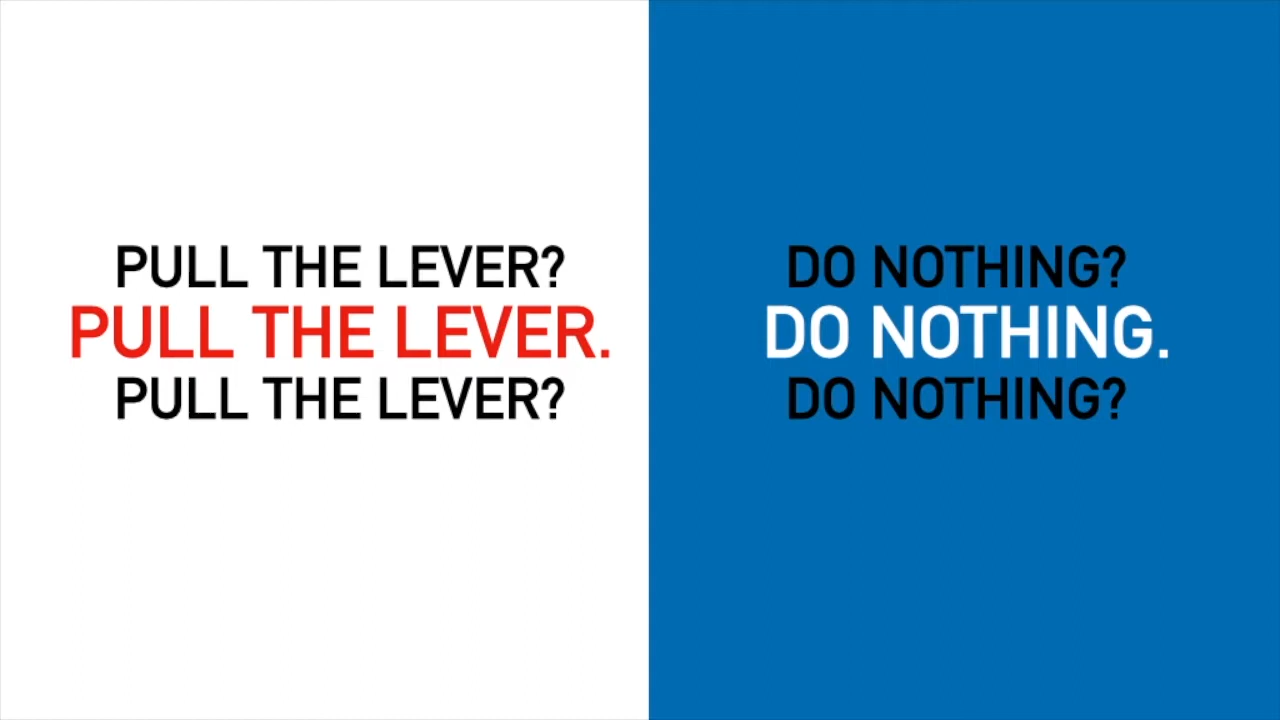 PULL THE LEVER?
PULL THE LEVER.
PULL THE LEVER?
DO NOTHING?
DO NOTHING.
DO NOTHING?